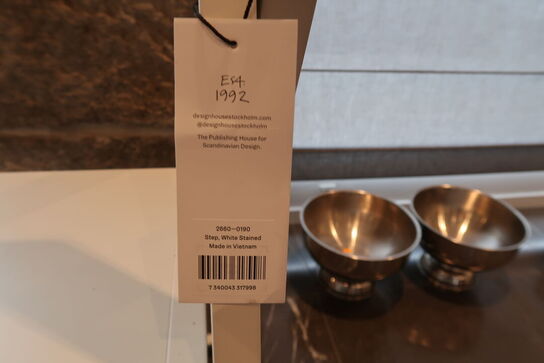 Est.
1992
designhousestockholm.com
@designhousestockholm
The Publishing House for
Scandinavian Design.
2660—0190
Step, White Stained
Made in Vietnam
7 340043 317998